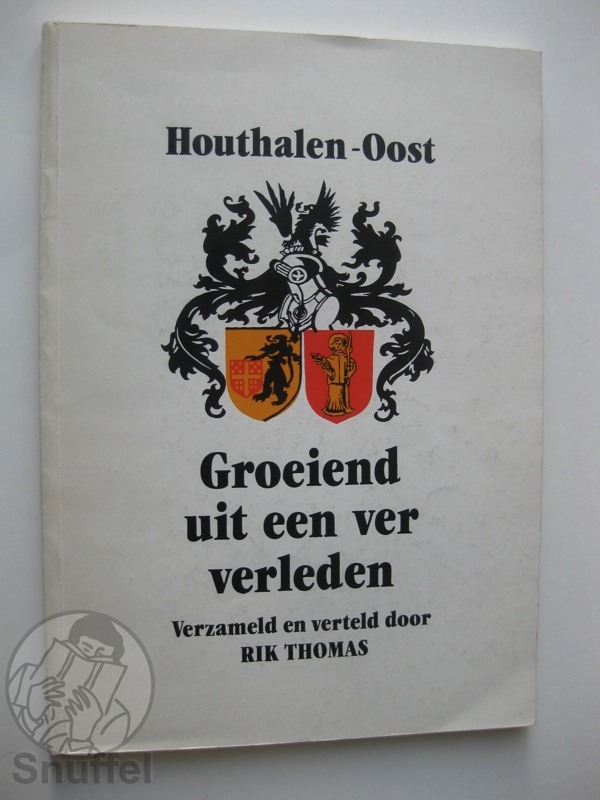 Houthalen-Oost
Groeiend
uit een ver
verleden
Verzameld en verteld door
RIK THOMAS
Snuffel